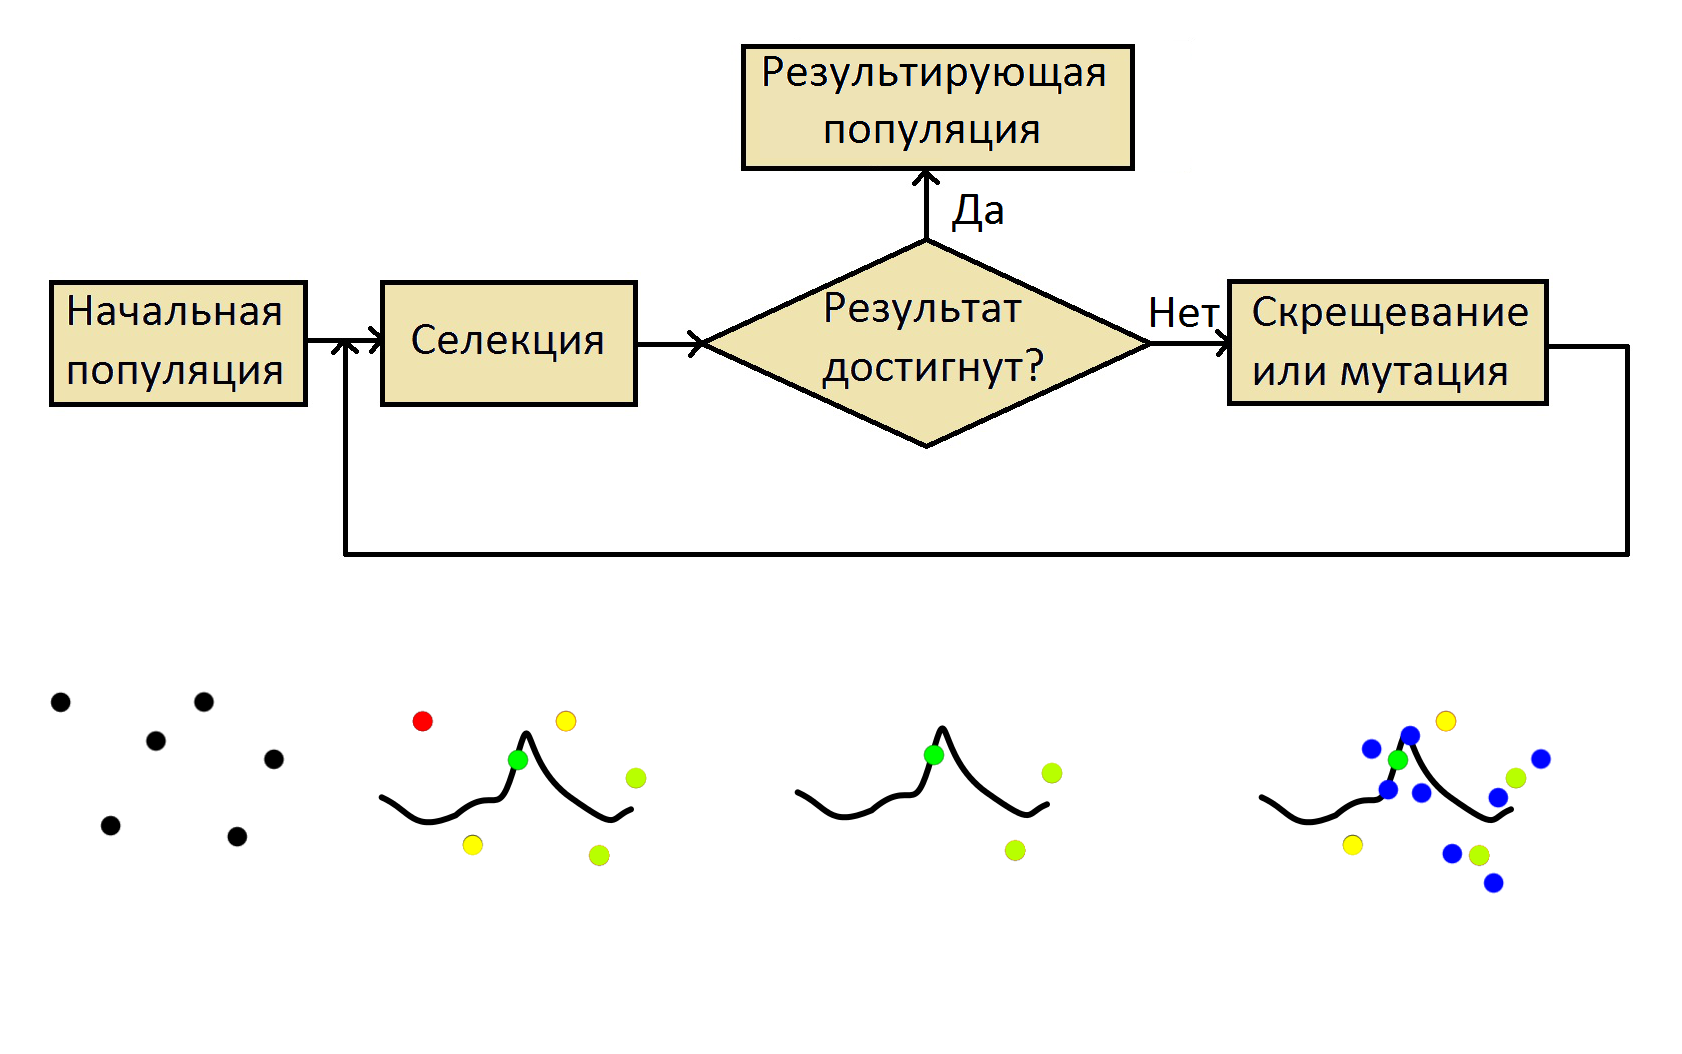 Результирующая
популяция
Да
Начальная
популяция
Селекция
Результат
достигнут?
Нет
Скрещевание
или мутация